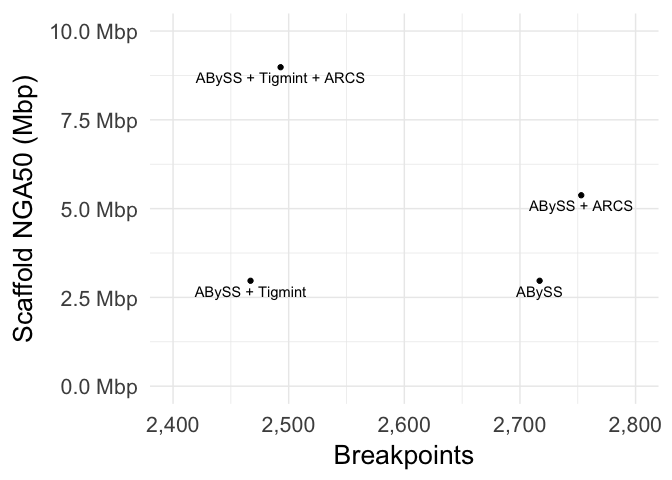 10.0 Mbp
7.5 Mbp
5.0 Mbp
2.5 Mbp
0.0 Mbp
Scaffold NGA50 (Mbp)
ABySS + Tigmint + ARCS
ABySS + ARCS
ABySS + Tigmint
ABySS
2,400
2,500
2,600
2,700
2,800
Breakpoints